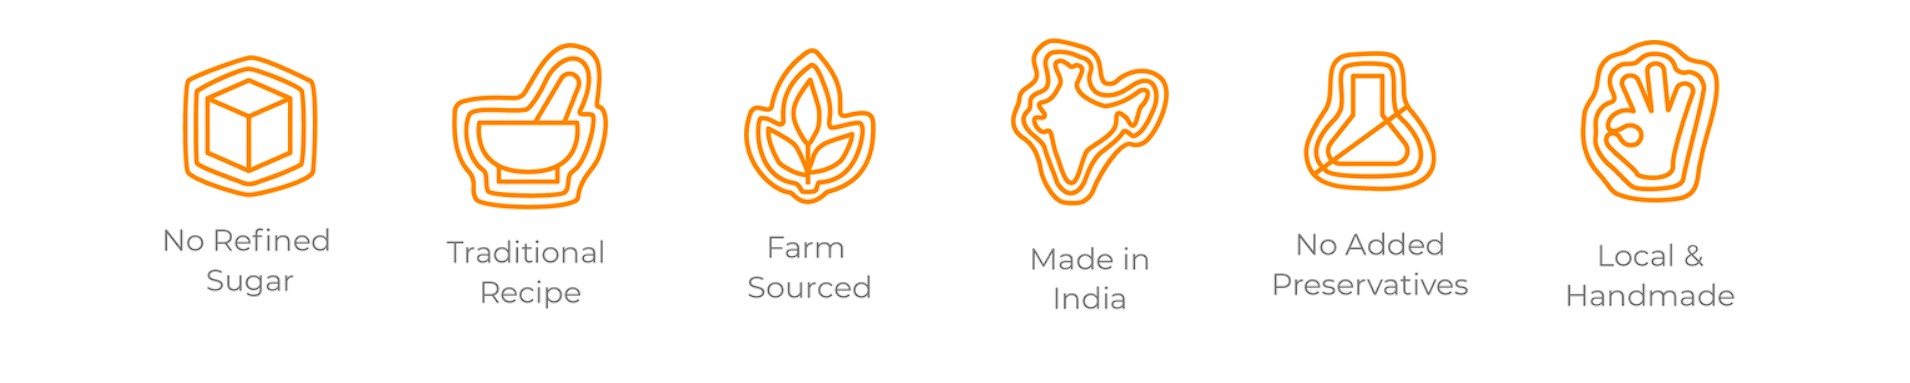 No Refined
Sugar
Traditional
Recipe
Farm
Sourced
Made in
India
No Added
Preservatives
Local &
Handmade